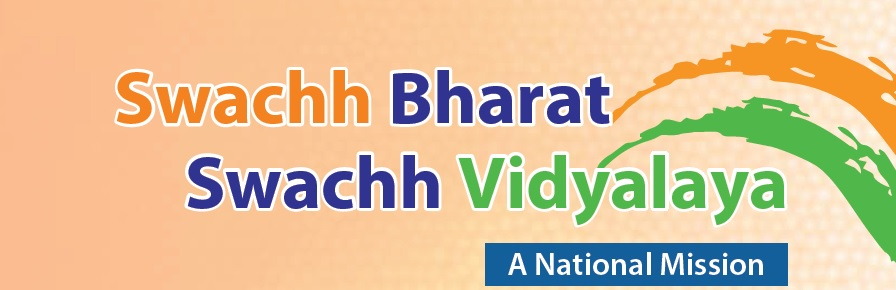 Swachh Bharat
Swachh Vidyalaya
A National Mission